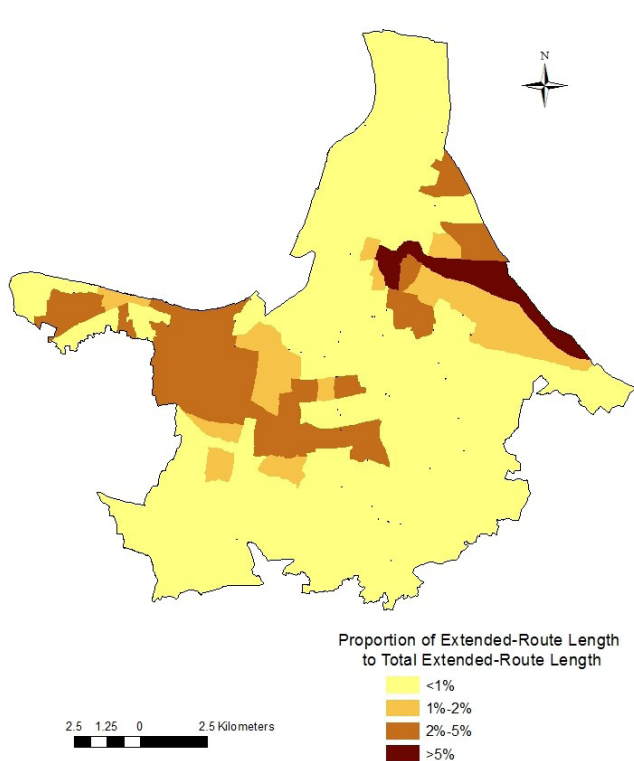 N
Proportion of Extended-Route Length
to Total Extended-Route Length
<1%
1%-2%
2%-5%
>5%
2.5 1.25 0 2.5 Kilometers